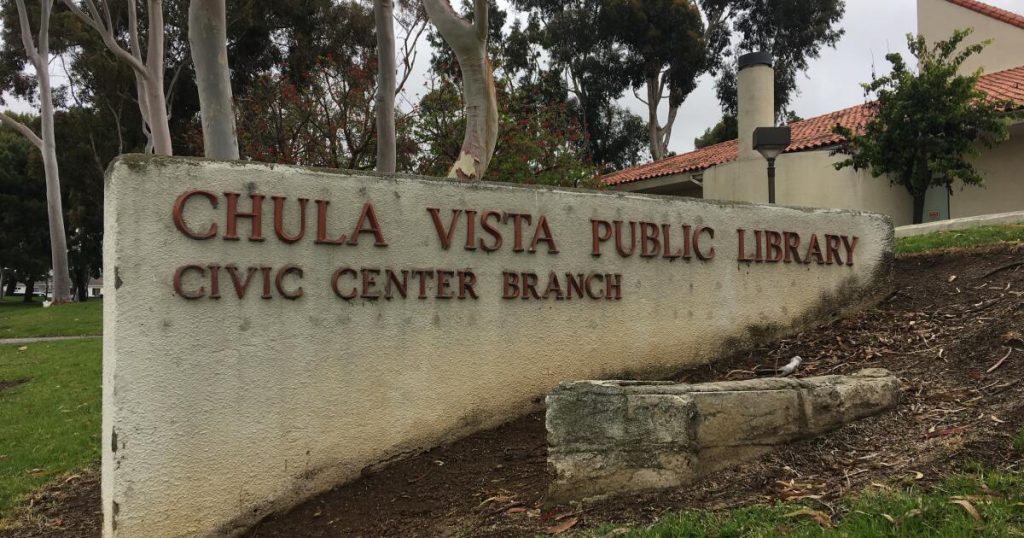 CHULA VISTA PUBLIC LIBRARY
CIVIC CENTER BRANCH